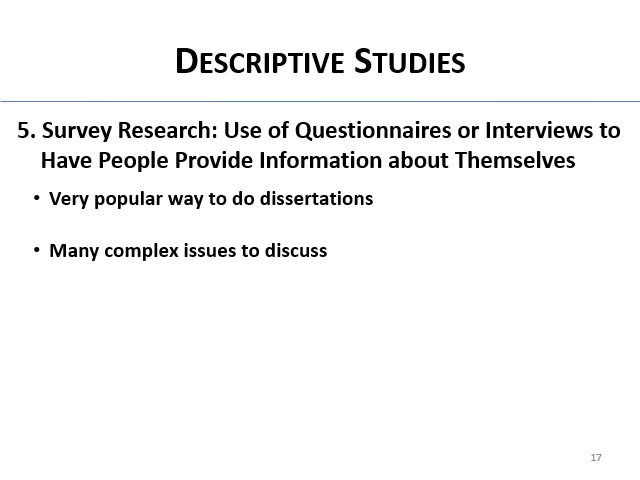 DESCRIPTIVE STUDIES
5. Survey Research: Use of Questionnaires or Interviews to
Have People Provide Information about Themselves
• Very popular way to do dissertations
• Many complex issues to discuss
17